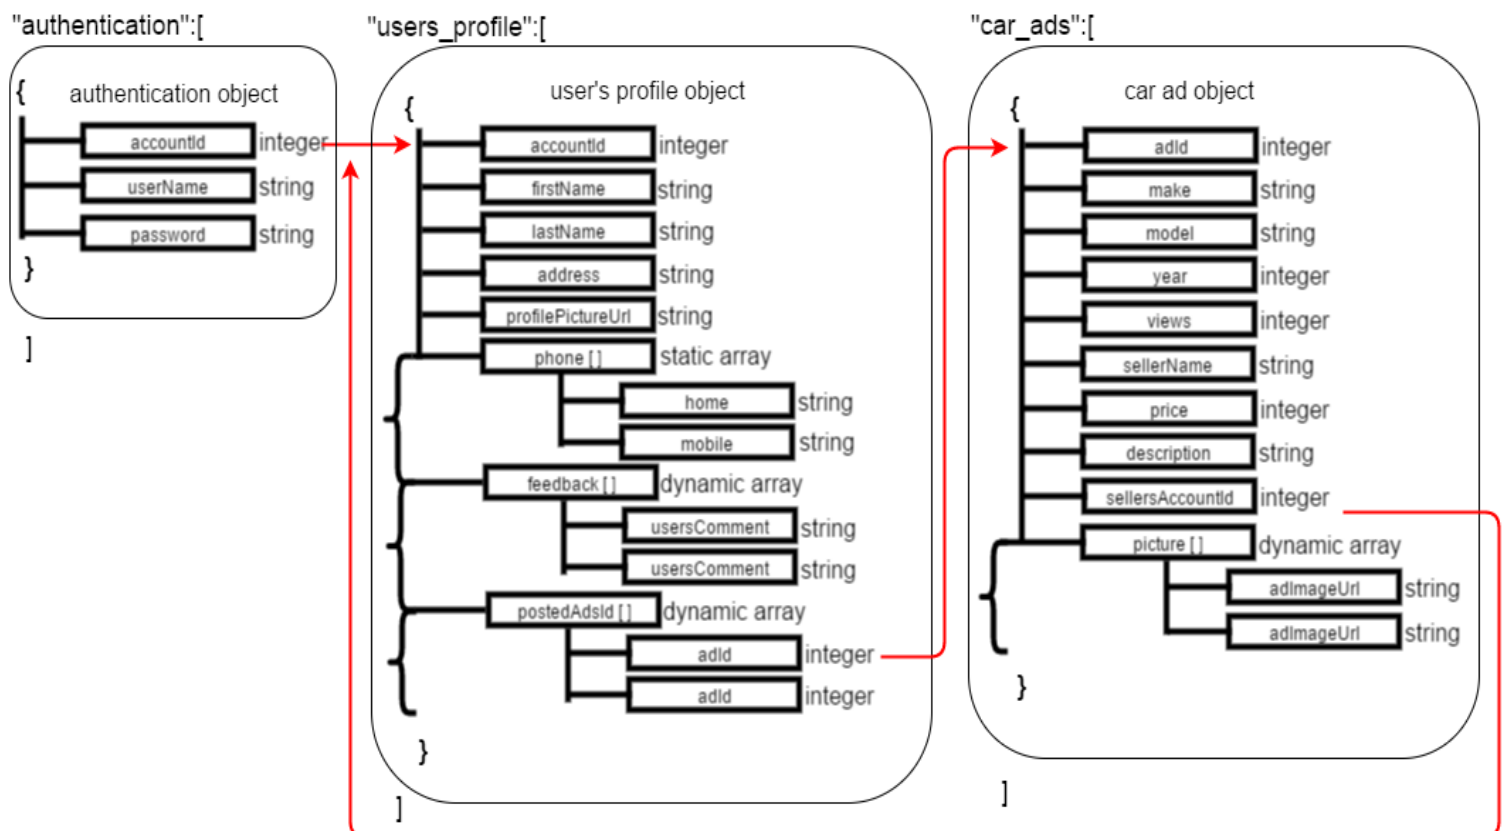 "authentication":[
{
authentication object
accountId integer
userName string
password string
}
]
"users_profile":[
user's profile object
{
accountId integer
firstName string
lastName string
address string
profilePictureUrl string
phone [ ] static array
home string
mobile string
feedback [ ] dynamic array
usersComment string
usersComment string
postedAdsId [ ] dynamic array
adId integer
adId integer
}
]
"car_ads":[
car ad object
{
adId integer
make string
model string
year integer
views integer
sellerName string
price integer
description string
sellersAccountId integer
picture [ ] dynamic array
adImageUrl string
adImageUrl string
}
]